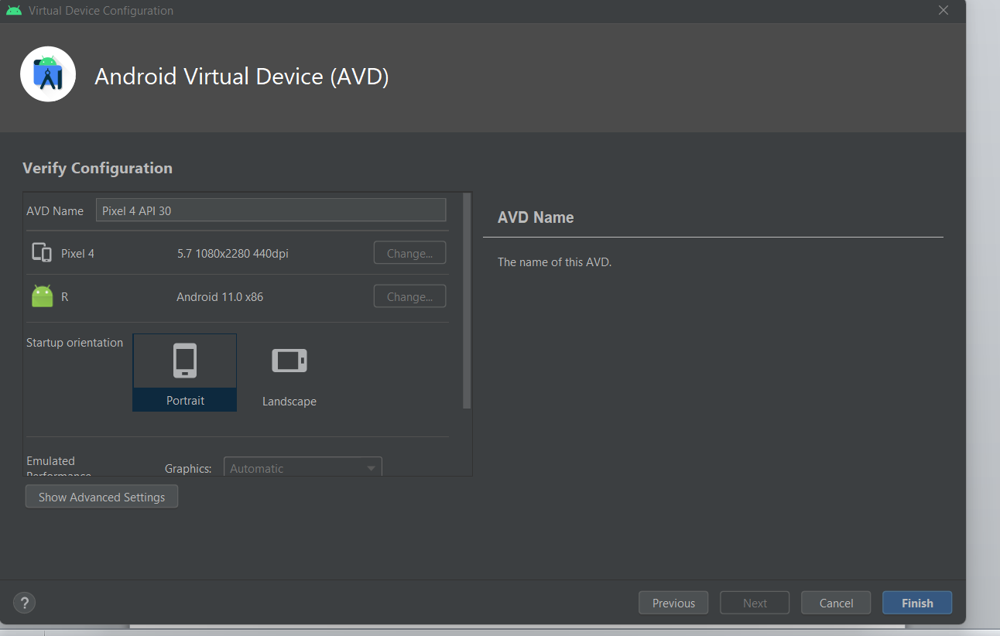 Virtual Device Configuration
Android Virtual Device (AVD)
Verify Configuration
AVD Name Pixel 4 API 30
Pixel 4 5.7 1080x2280 440dpi Change...
R Android 11.0 x86 Change...
Startup orientation
Portrait
Landscape
Emulated
Performance
Graphics: Automatic
Show Advanced Settings
AVD Name
The name of this AVD.
?
Previous Next Cancel Finish